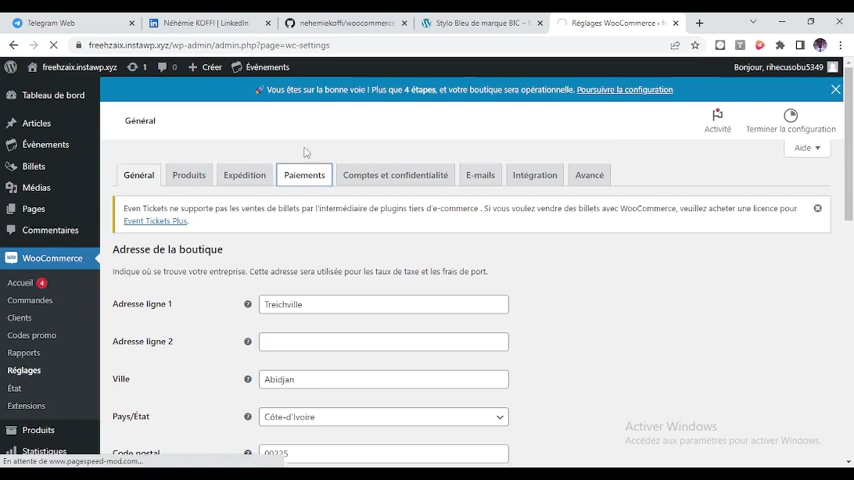 Telegram Web
Néhémie KOFFI | LinkedIn
nehemiekoffi/woocommerce
Stylo Bleu de marque BIC –
Réglages WooCommerce ‹
freehzaix.instawp.xyz/wp-admin/admin.php?page=wc-settings
freehzaix.instawp.xyz
1
0
Créer
Évènements
Bonjour, rihecusobu5349
Tableau de bord
Articles
Évènements
Billets
Médias
Pages
Commentaires
WooCommerce
Accueil 4
Commandes
Clients
Codes promo
Rapports
Réglages
État
Extensions
Produits
Statistiques
Vous êtes sur la bonne voie ! Plus que 4 étapes, et votre boutique sera opérationnelle. Poursuivre la configuration
Général
Activité
Terminer la configuration
Aide
Général
Produits
Expédition
Paiements
Comptes et confidentialité
E-mails
Intégration
Avancé
Even Tickets ne supporte pas les ventes de billets par l'intermédiaire de plugins tiers d'e-commerce . Si vous voulez vendre des billets avec WooCommerce, veuillez acheter une licence pour
Event Tickets Plus.
Adresse de la boutique
Indique où se trouve votre entreprise. Cette adresse sera utilisée pour les taux de taxe et les frais de port.
Adresse ligne 1
Treichville
Adresse ligne 2
Ville
Abidjan
Pays/État
Côte-d'Ivoire
Code postal
00225
Activer Windows
Accédez aux paramètres pour activer Windows.
En attente de www.pagespeed-mod.com...